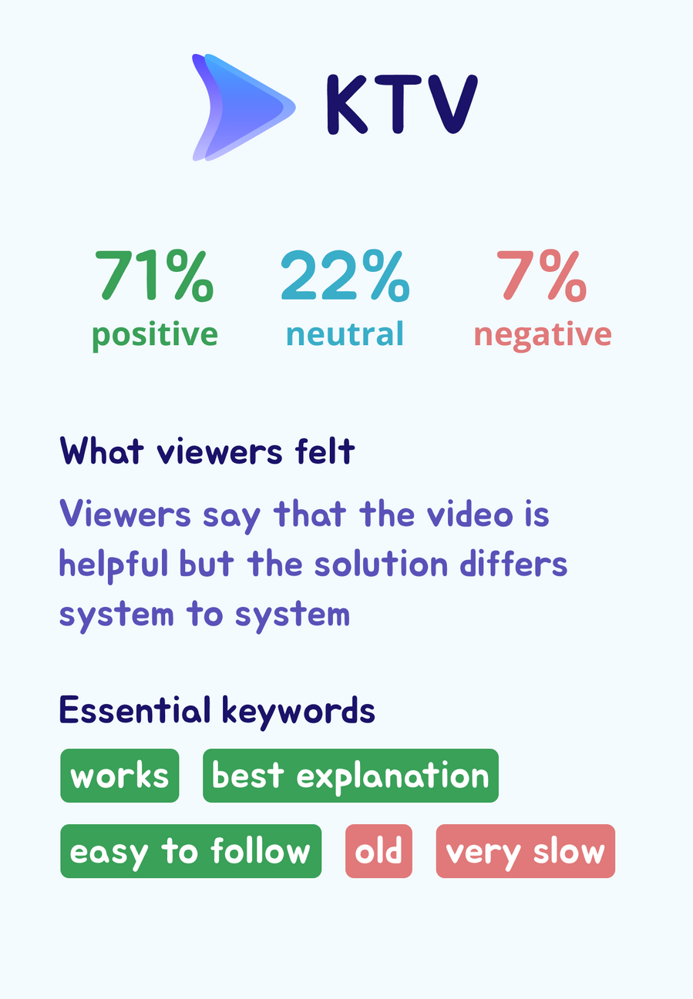 KTV
71% 22% 7%
positive neutral negative
What viewers felt
Viewers say that the video is
helpful but the solution differs
system to system
Essential keywords
works best explanation
easy to follow old very slow